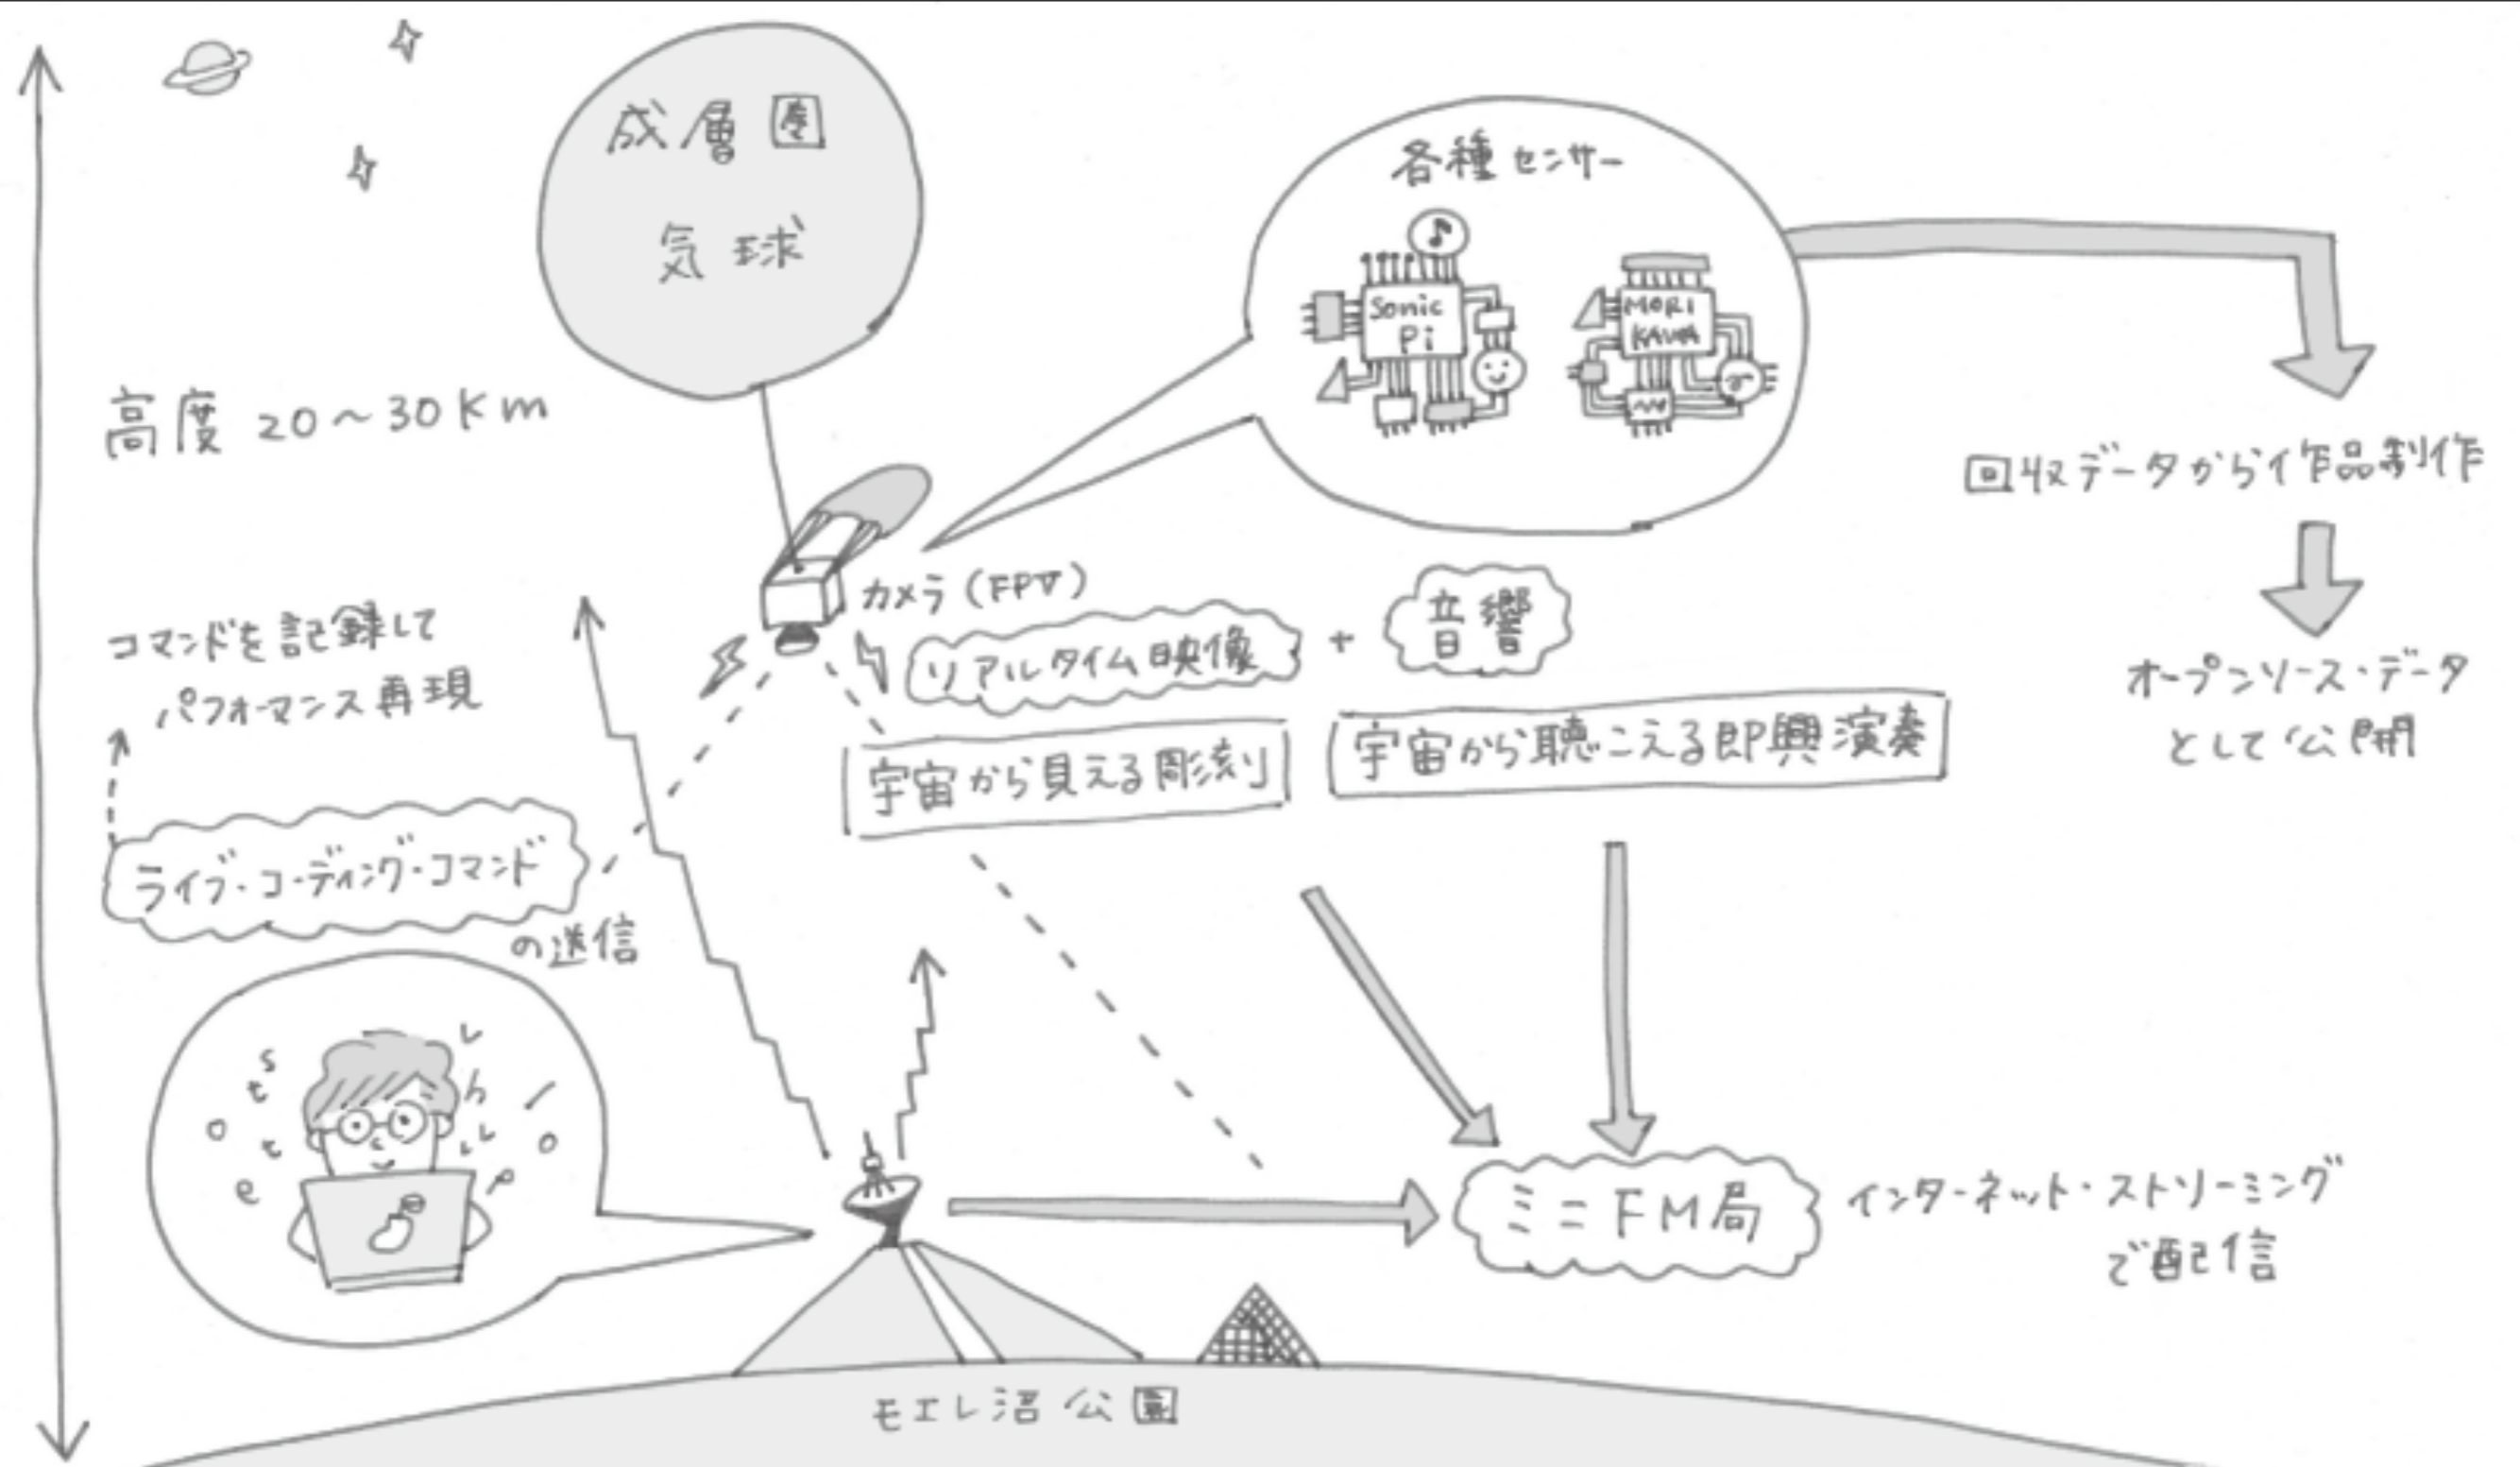 成層圏
気球
各種センサー
Sonic
Pi
MORI
KAWA
高度 20〜30Km
回収データから作品制作
カメラ(FPV)
リアルタイム映像 + 音響
コマンドを記録して
パフォーマンス再現
オープンソース・データ
として公開
宇宙から見える彫刻
宇宙から聴こえる即興演奏
ライブ・コーディング・コマンド
の送信
ミニFM局
インターネット・ストリーミング
で配信
モエレ沼公園